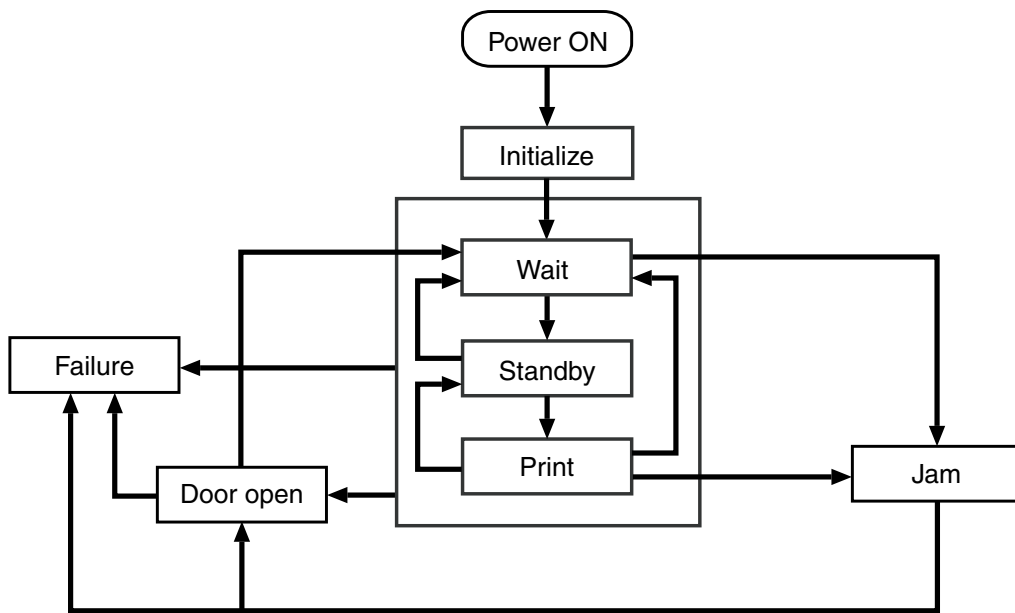 Power ON
Initialize
Wait
Failure
Standby
Print
Door open
Jam